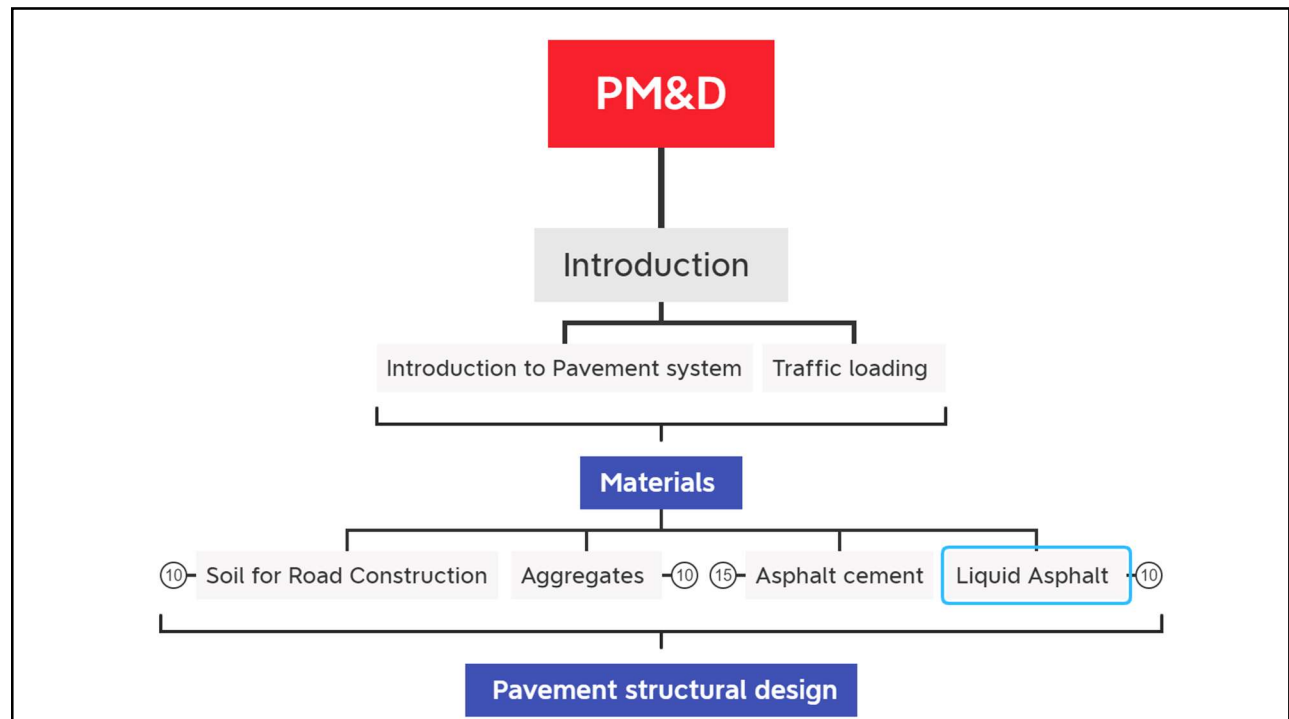 PM&D
Introduction
Introduction to Pavement system
Traffic loading
Materials
10
Soil for Road Construction
Aggregates
10
15
Asphalt cement
Liquid Asphalt
10
Pavement structural design